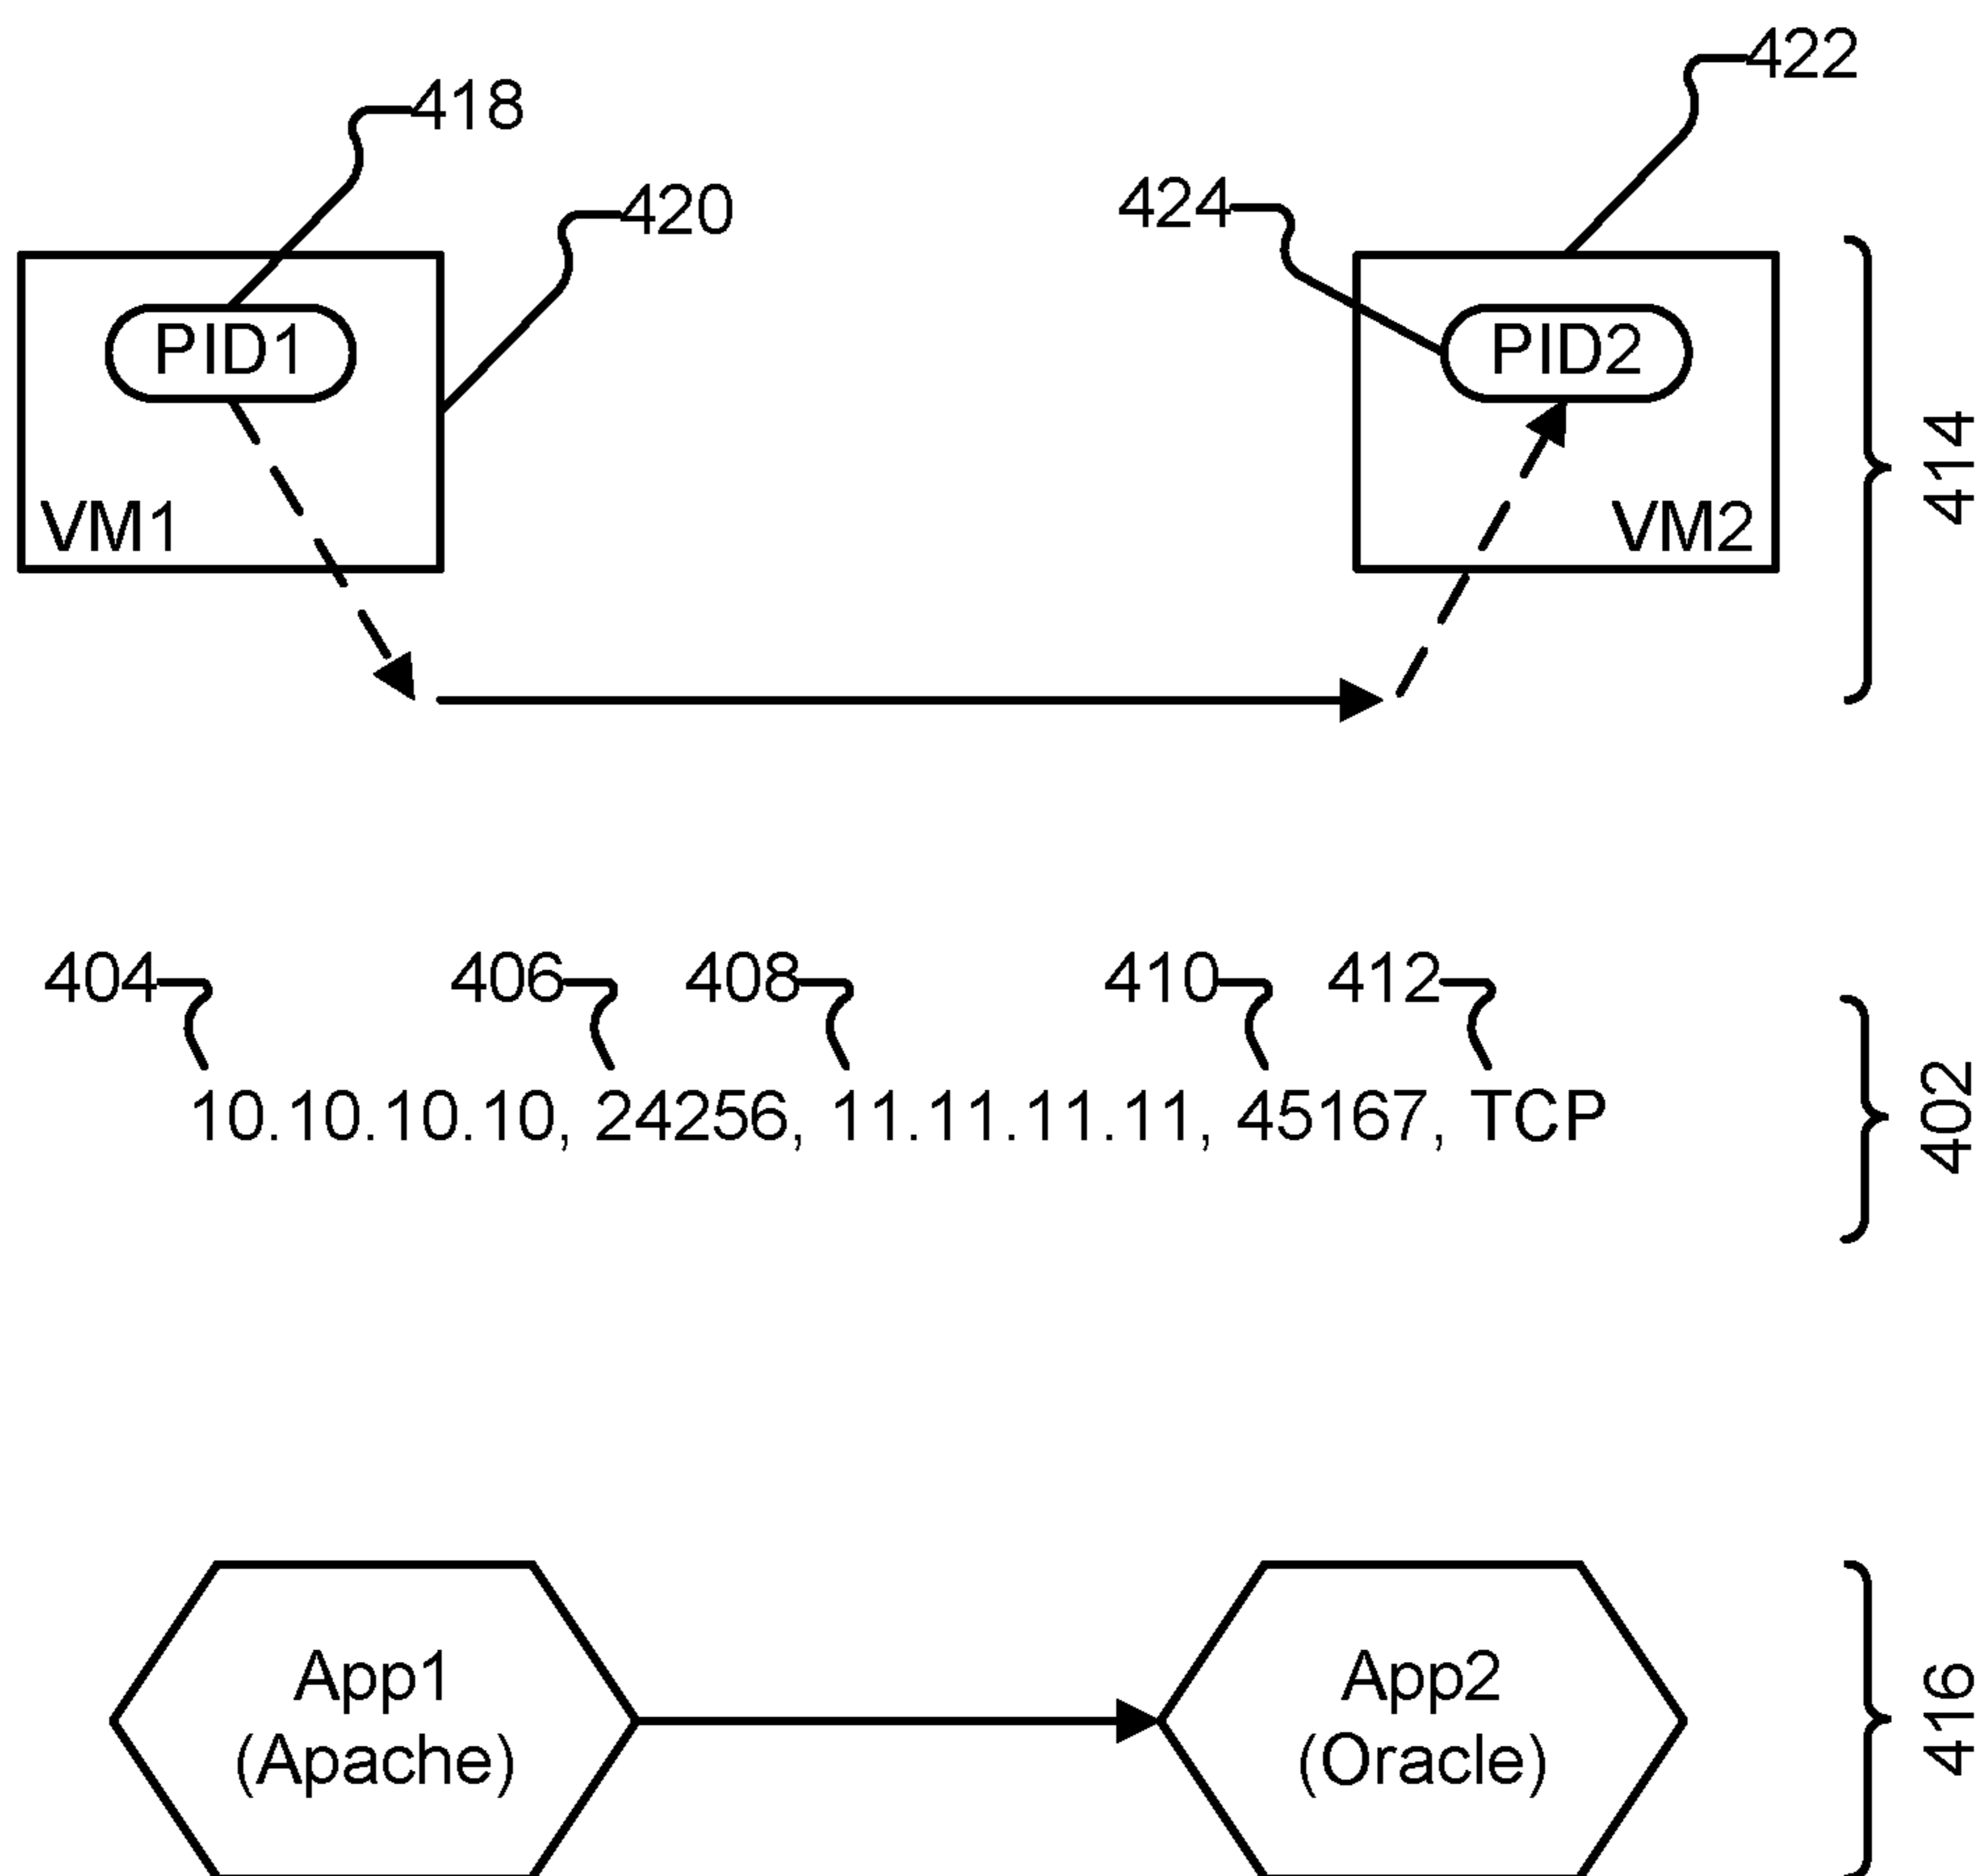 422
418
420
424
PID1
PID2
VM1
VM2
414
404 406 408 410 412
10.10.10.10, 24256, 11.11.11.11, 45167, TCP
402
App1
(Apache)
App2
(Oracle)
416